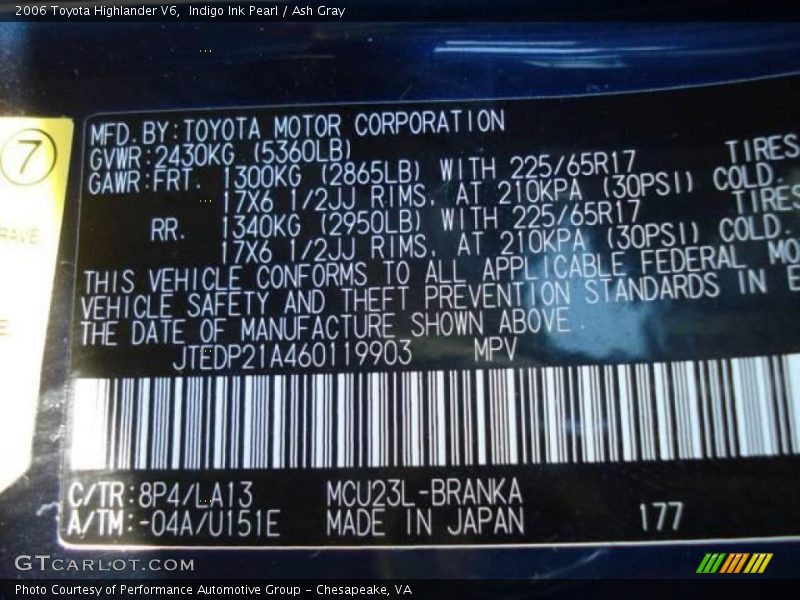 2006 Toyota Highlander V6,  Indigo Ink Pearl / Ash Gray
7
MFD. BY: TOYOTA MOTOR CORPORATION
GVWR: 2430KG (5360LB)
GAWR: FRT. 1300KG (2865LB) WITH 225/65R17 TIRES
17X6 1/2JJ RIMS. AT 210KPA (30PSI) COLD.
RR. 1340KG (2950LB) WITH 225/65R17 TIRES
17X6 1/2JJ RIMS. AT 210KPA (30PSI) COLD.
THIS VEHICLE CONFORMS TO ALL APPLICABLE FEDERAL MO
VEHICLE SAFETY AND THEFT PREVENTION STANDARDS IN E
THE DATE OF MANUFACTURE SHOWN ABOVE.
JTEDP21A460119903 MPV
C/TR: 8P4/LA13 MCU23L-BRANKA
A/TM: -04A/U151E MADE IN JAPAN 177
GTCARLOT.COM
Photo Courtesy of Performance Automotive Group - Chesapeake, VA